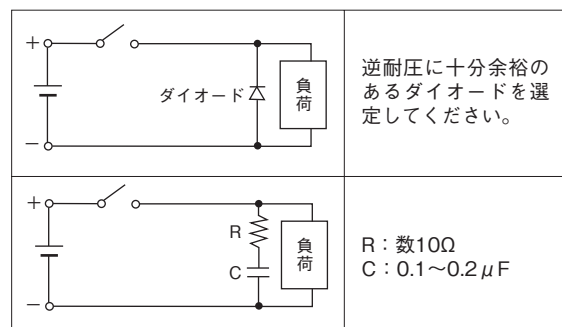 +
ダイオード
負荷
−
逆耐圧に十分余裕の
あるダイオードを選
定してください。
+
R
C
負荷
−
R：数10Ω
C：0.1～0.2μF